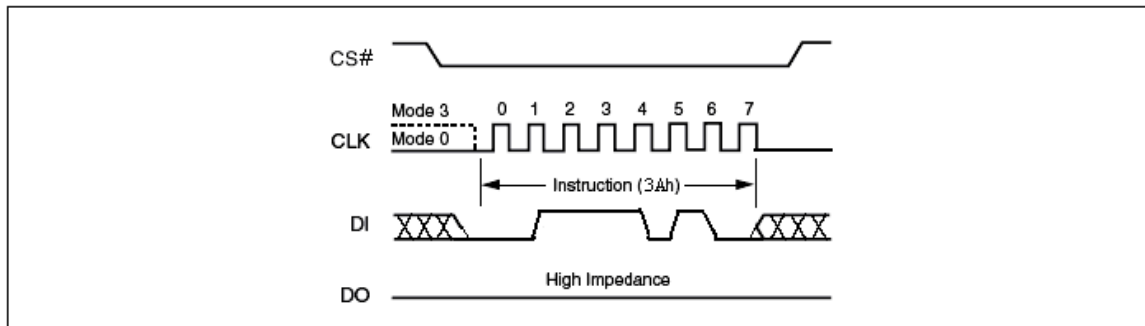 CS#
Mode 3
0 1 2 3 4 5 6 7
CLK
Mode 0
Instruction (3Ah)
DI
High Impedance
DO